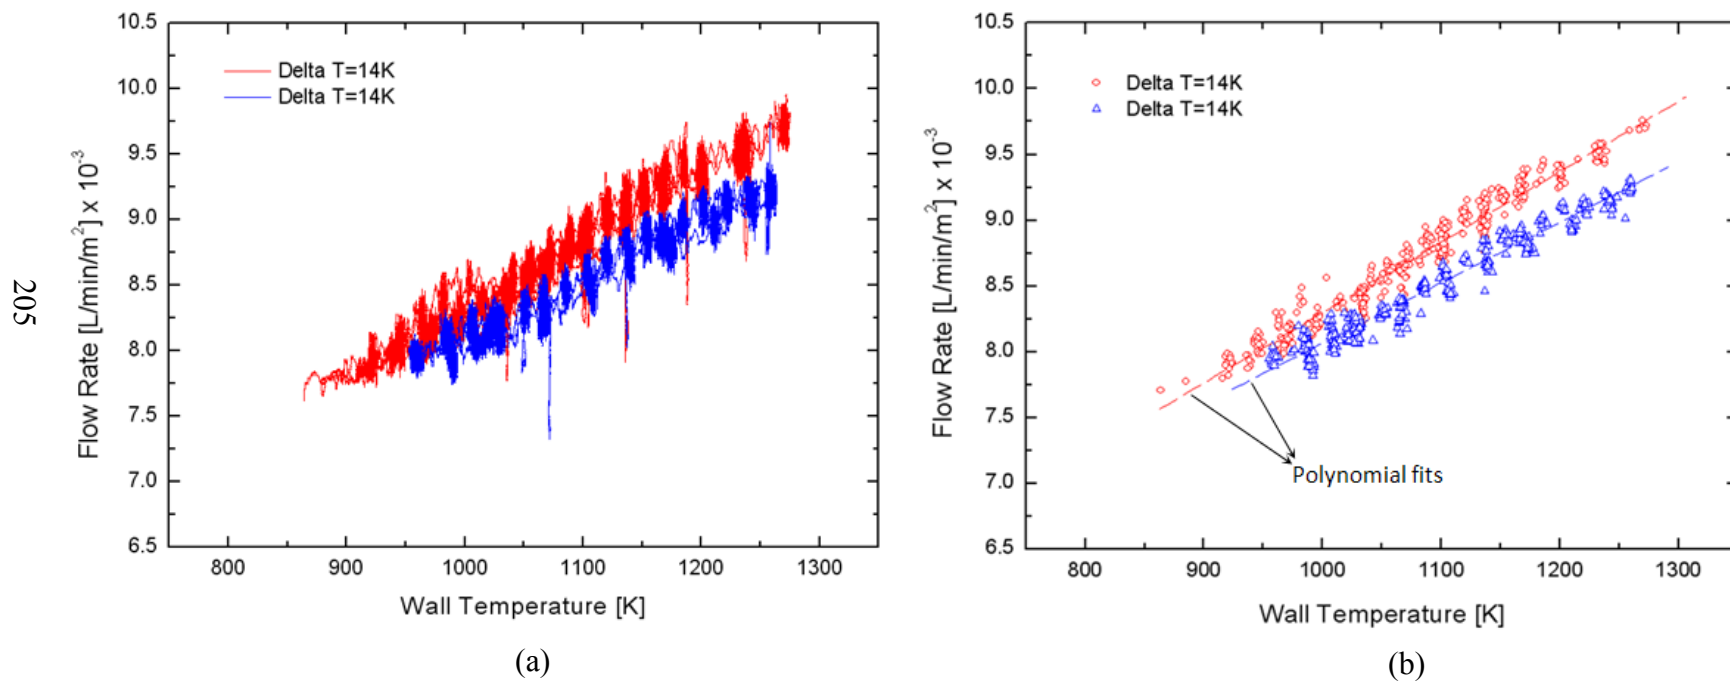 205
10.5
10.0
9.5
9.0
8.5
8.0
7.5
7.0
6.5
Flow Rate [L/min/m²] x 10⁻³
Delta T=14K
Delta T=14K
800 900 1000 1100 1200 1300
Wall Temperature [K]
(a)
10.5
10.0
9.5
9.0
8.5
8.0
7.5
7.0
6.5
Flow Rate [L/min/m²] x 10⁻³
Delta T=14K
Delta T=14K
Polynomial fits
800 900 1000 1100 1200 1300
Wall Temperature [K]
(b)